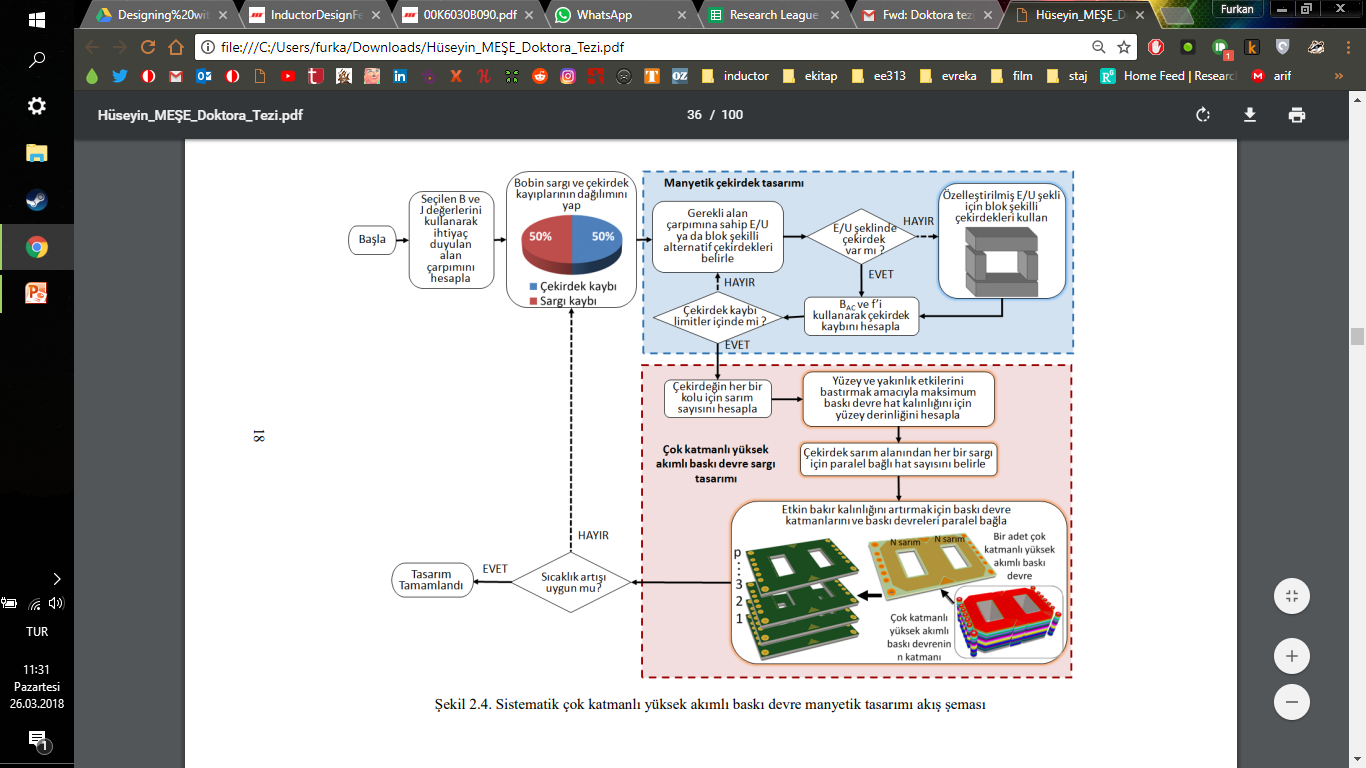 Designing%20wit
InductorDesignFe
00K6030B090.pdf
WhatsApp
Research League
Fwd: Doktora tez
Hüseyin_MEŞE_D
Furkan
file:///C:/Users/furka/Downloads/Hüseyin_MEŞE_Doktora_Tezi.pdf
inductor
ekitap
ee313
evreka
film
staj
Home Feed | Researc
arif
Hüseyin_MEŞE_Doktora_Tezi.pdf
36 / 100
Başla
Seçilen B ve
J değerlerini
kullanarak
ihtiyaç
duyulan
alan
çarpımını
hesapla
Bobin sargı ve çekirdek
kayıplarının dağılımını
yap
50%
50%
Çekirdek kaybı
Sargı kaybı
Manyetik çekirdek tasarımı
Gerekli alan
çarpımına sahip E/U
ya da blok şekilli
alternatif çekirdekleri
belirle
E/U şeklinde
çekirdek
var mı ?
HAYIR
Özelleştirilmiş E/U şekli
için blok şekilli
çekirdekleri kullan
EVET
HAYIR
BAC ve f'i
kullanarak çekirdek
kaybını hesapla
Çekirdek kaybı
limitler içinde mi ?
EVET
Çekirdeğin her bir
kolu için sarım
sayısını hesapla
Yüzey ve yakınlık etkilerini
bastırmak amacıyla maksimum
baskı devre hat kalınlığını için
yüzey derinliğini hesapla
Çok katmanlı yüksek
akımlı baskı devre sargı
tasarımı
Çekirdek sarım alanından her bir sargı
için paralel bağlı hat sayısını belirle
Etkin bakır kalınlığını artırmak için baskı devre
katmanlarını ve baskı devreleri paralel bağla
p
3
2
1
N sarım
N sarım
Bir adet çok
katmanlı yüksek
akımlı baskı
devre
Çok katmanlı
yüksek akımlı
baskı devrenin
n katmanı
HAYIR
Sıcaklık artışı
uygun mu?
EVET
Tasarım
Tamamlandı
18
Şekil 2.4. Sistematik çok katmanlı yüksek akımlı baskı devre manyetik tasarımı akış şeması
TUR
11:31
Pazartesi
26.03.2018
1